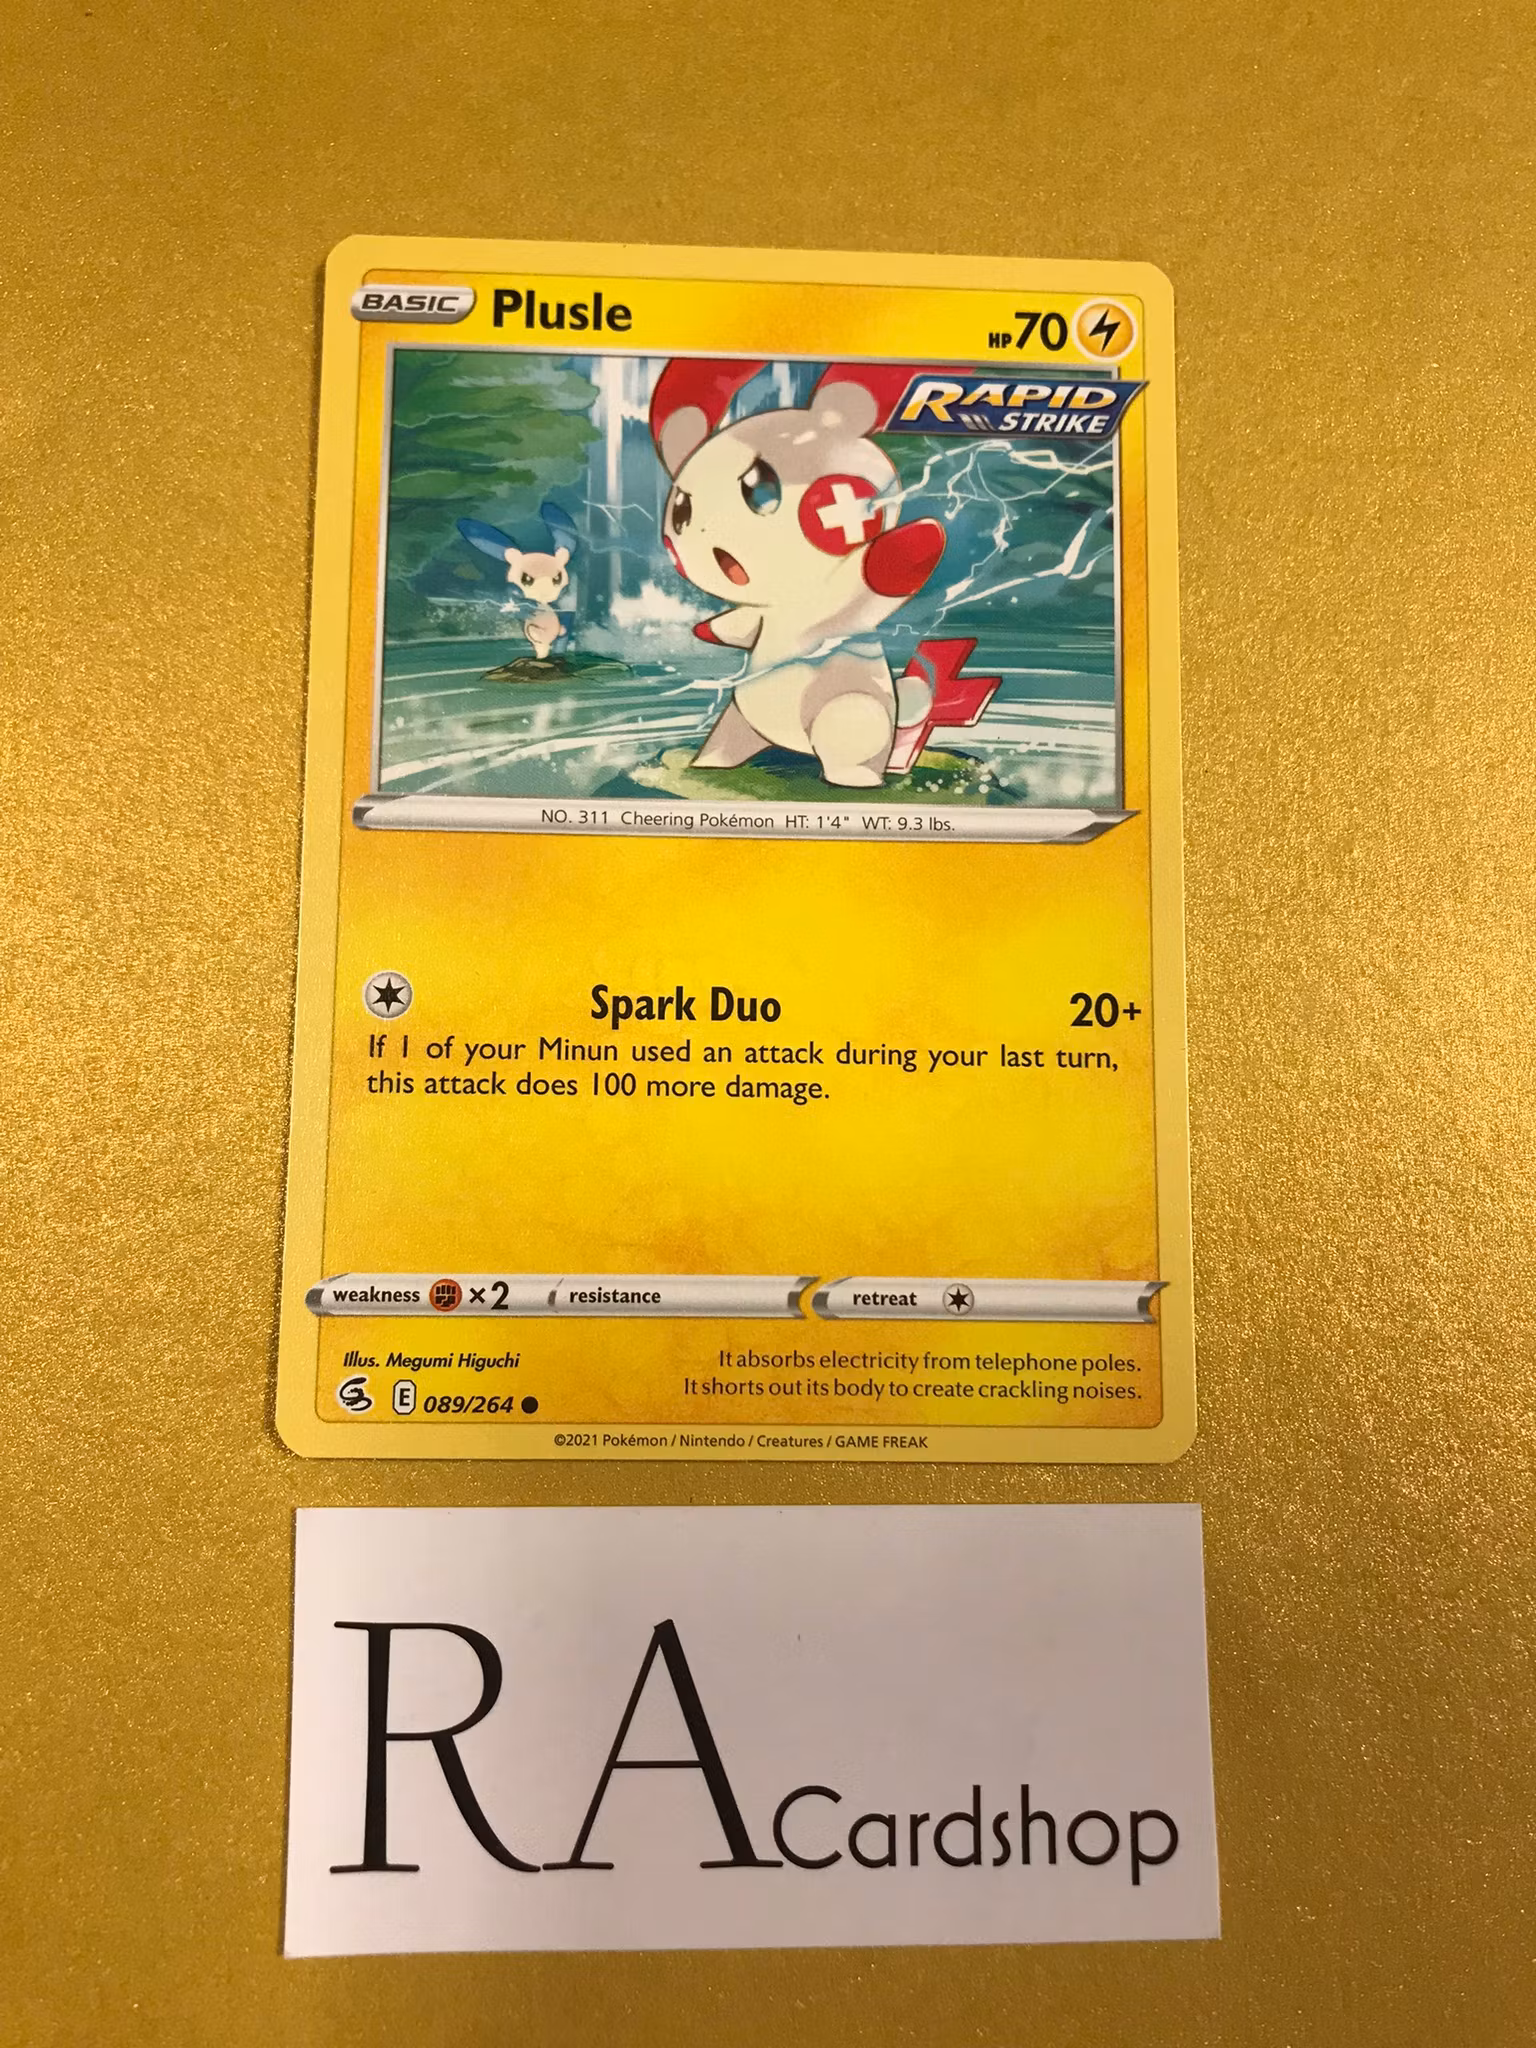 BASIC Plusle HP 70
RAPID
STRIKE
NO. 311 Cheering Pokémon HT: 1'4" WT: 9.3 lbs.
Spark Duo 20+
If 1 of your Minun used an attack during your last turn,
this attack does 100 more damage.
weakness ×2 resistance retreat
Illus. Megumi Higuchi
It absorbs electricity from telephone poles.
It shorts out its body to create crackling noises.
E 089/264
©2021 Pokémon / Nintendo / Creatures / GAME FREAK
RACardshop